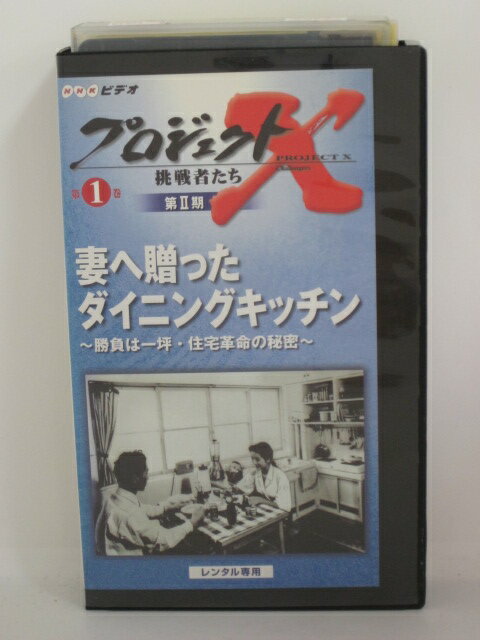 NHKビデオ
プロジェクトX
PROJECT X
Challengers
挑戦者たち
第1巻
第Ⅱ期
妻へ贈った
ダイニングキッチン
～勝負は一坪・住宅革命の秘密～
レンタル専用